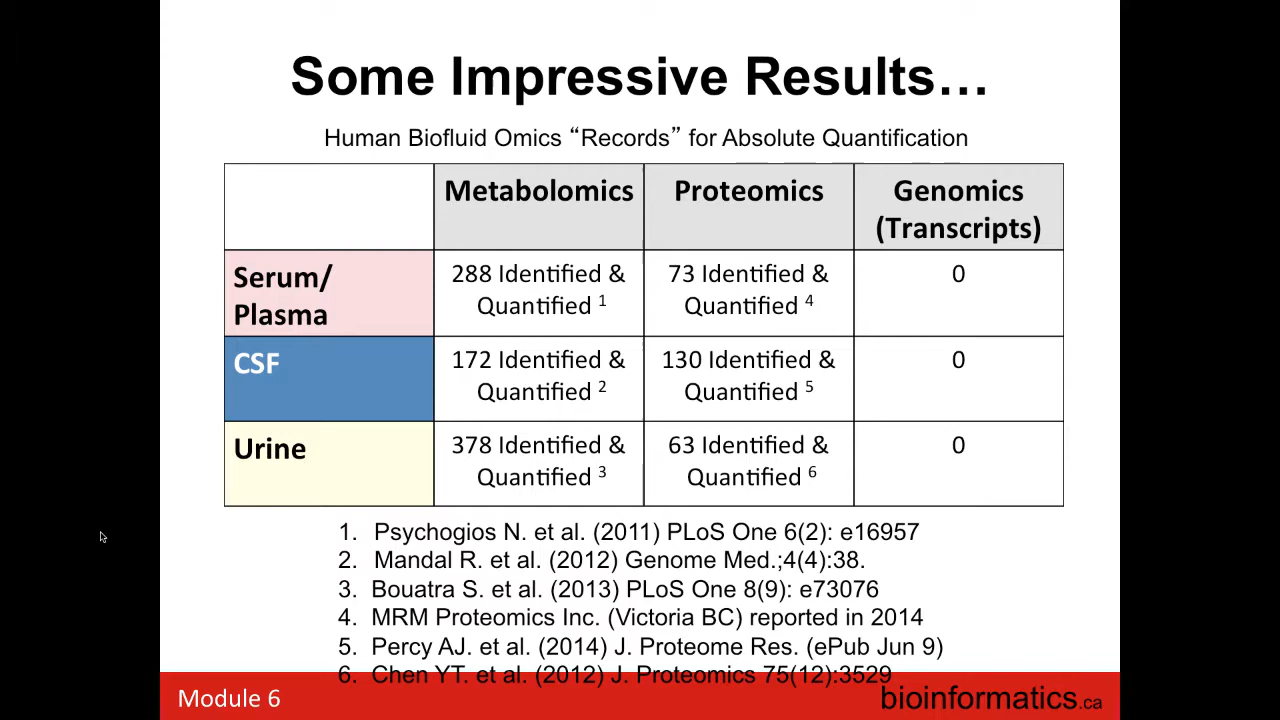 Some Impressive Results…
Human Biofluid Omics “Records” for Absolute Quantification
Metabolomics Proteomics Genomics
(Transcripts)
Serum/ 288 Identified & 73 Identified & 0
Plasma Quantified 1 Quantified 4
CSF 172 Identified & 130 Identified & 0
Quantified 2 Quantified 5
Urine 378 Identified & 63 Identified & 0
Quantified 3 Quantified 6
1. Psychogios N. et al. (2011) PLoS One 6(2): e16957
2. Mandal R. et al. (2012) Genome Med.;4(4):38.
3. Bouatra S. et al. (2013) PLoS One 8(9): e73076
4. MRM Proteomics Inc. (Victoria BC) reported in 2014
5. Percy AJ. et al. (2014) J. Proteome Res. (ePub Jun 9)
6. Chen YT. et al. (2012) J. Proteomics 75(12):3529
Module 6 bioinformatics.ca